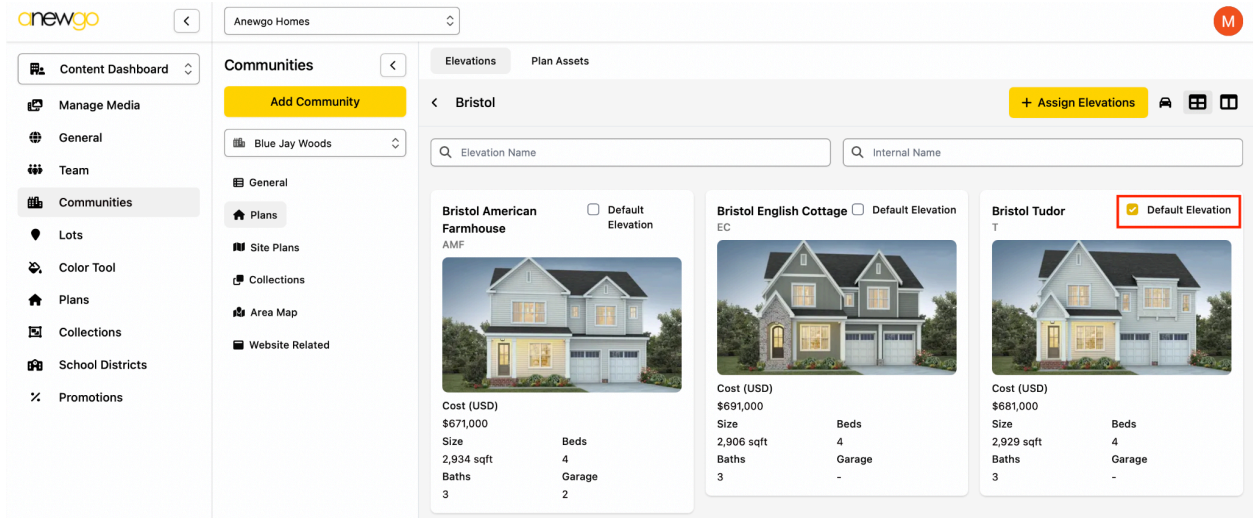 anewgo
Anewgo Homes
M
Content Dashboard
Manage Media
General
Team
Communities
Lots
Color Tool
Plans
Collections
School Districts
Promotions
Communities
Add Community
Blue Jay Woods
General
Plans
Site Plans
Collections
Area Map
Website Related
Elevations
Plan Assets
Bristol
+ Assign Elevations
Elevation Name
Internal Name
Bristol American
Farmhouse
AMF
Default
Elevation
Cost (USD)
$671,000
Size
Beds
2,934 sqft
4
Baths
Garage
3
2
Bristol English Cottage
EC
Default Elevation
Cost (USD)
$691,000
Size
Beds
2,906 sqft
4
Baths
Garage
3
-
Bristol Tudor
T
Default Elevation
Cost (USD)
$681,000
Size
Beds
2,929 sqft
4
Baths
Garage
3
-